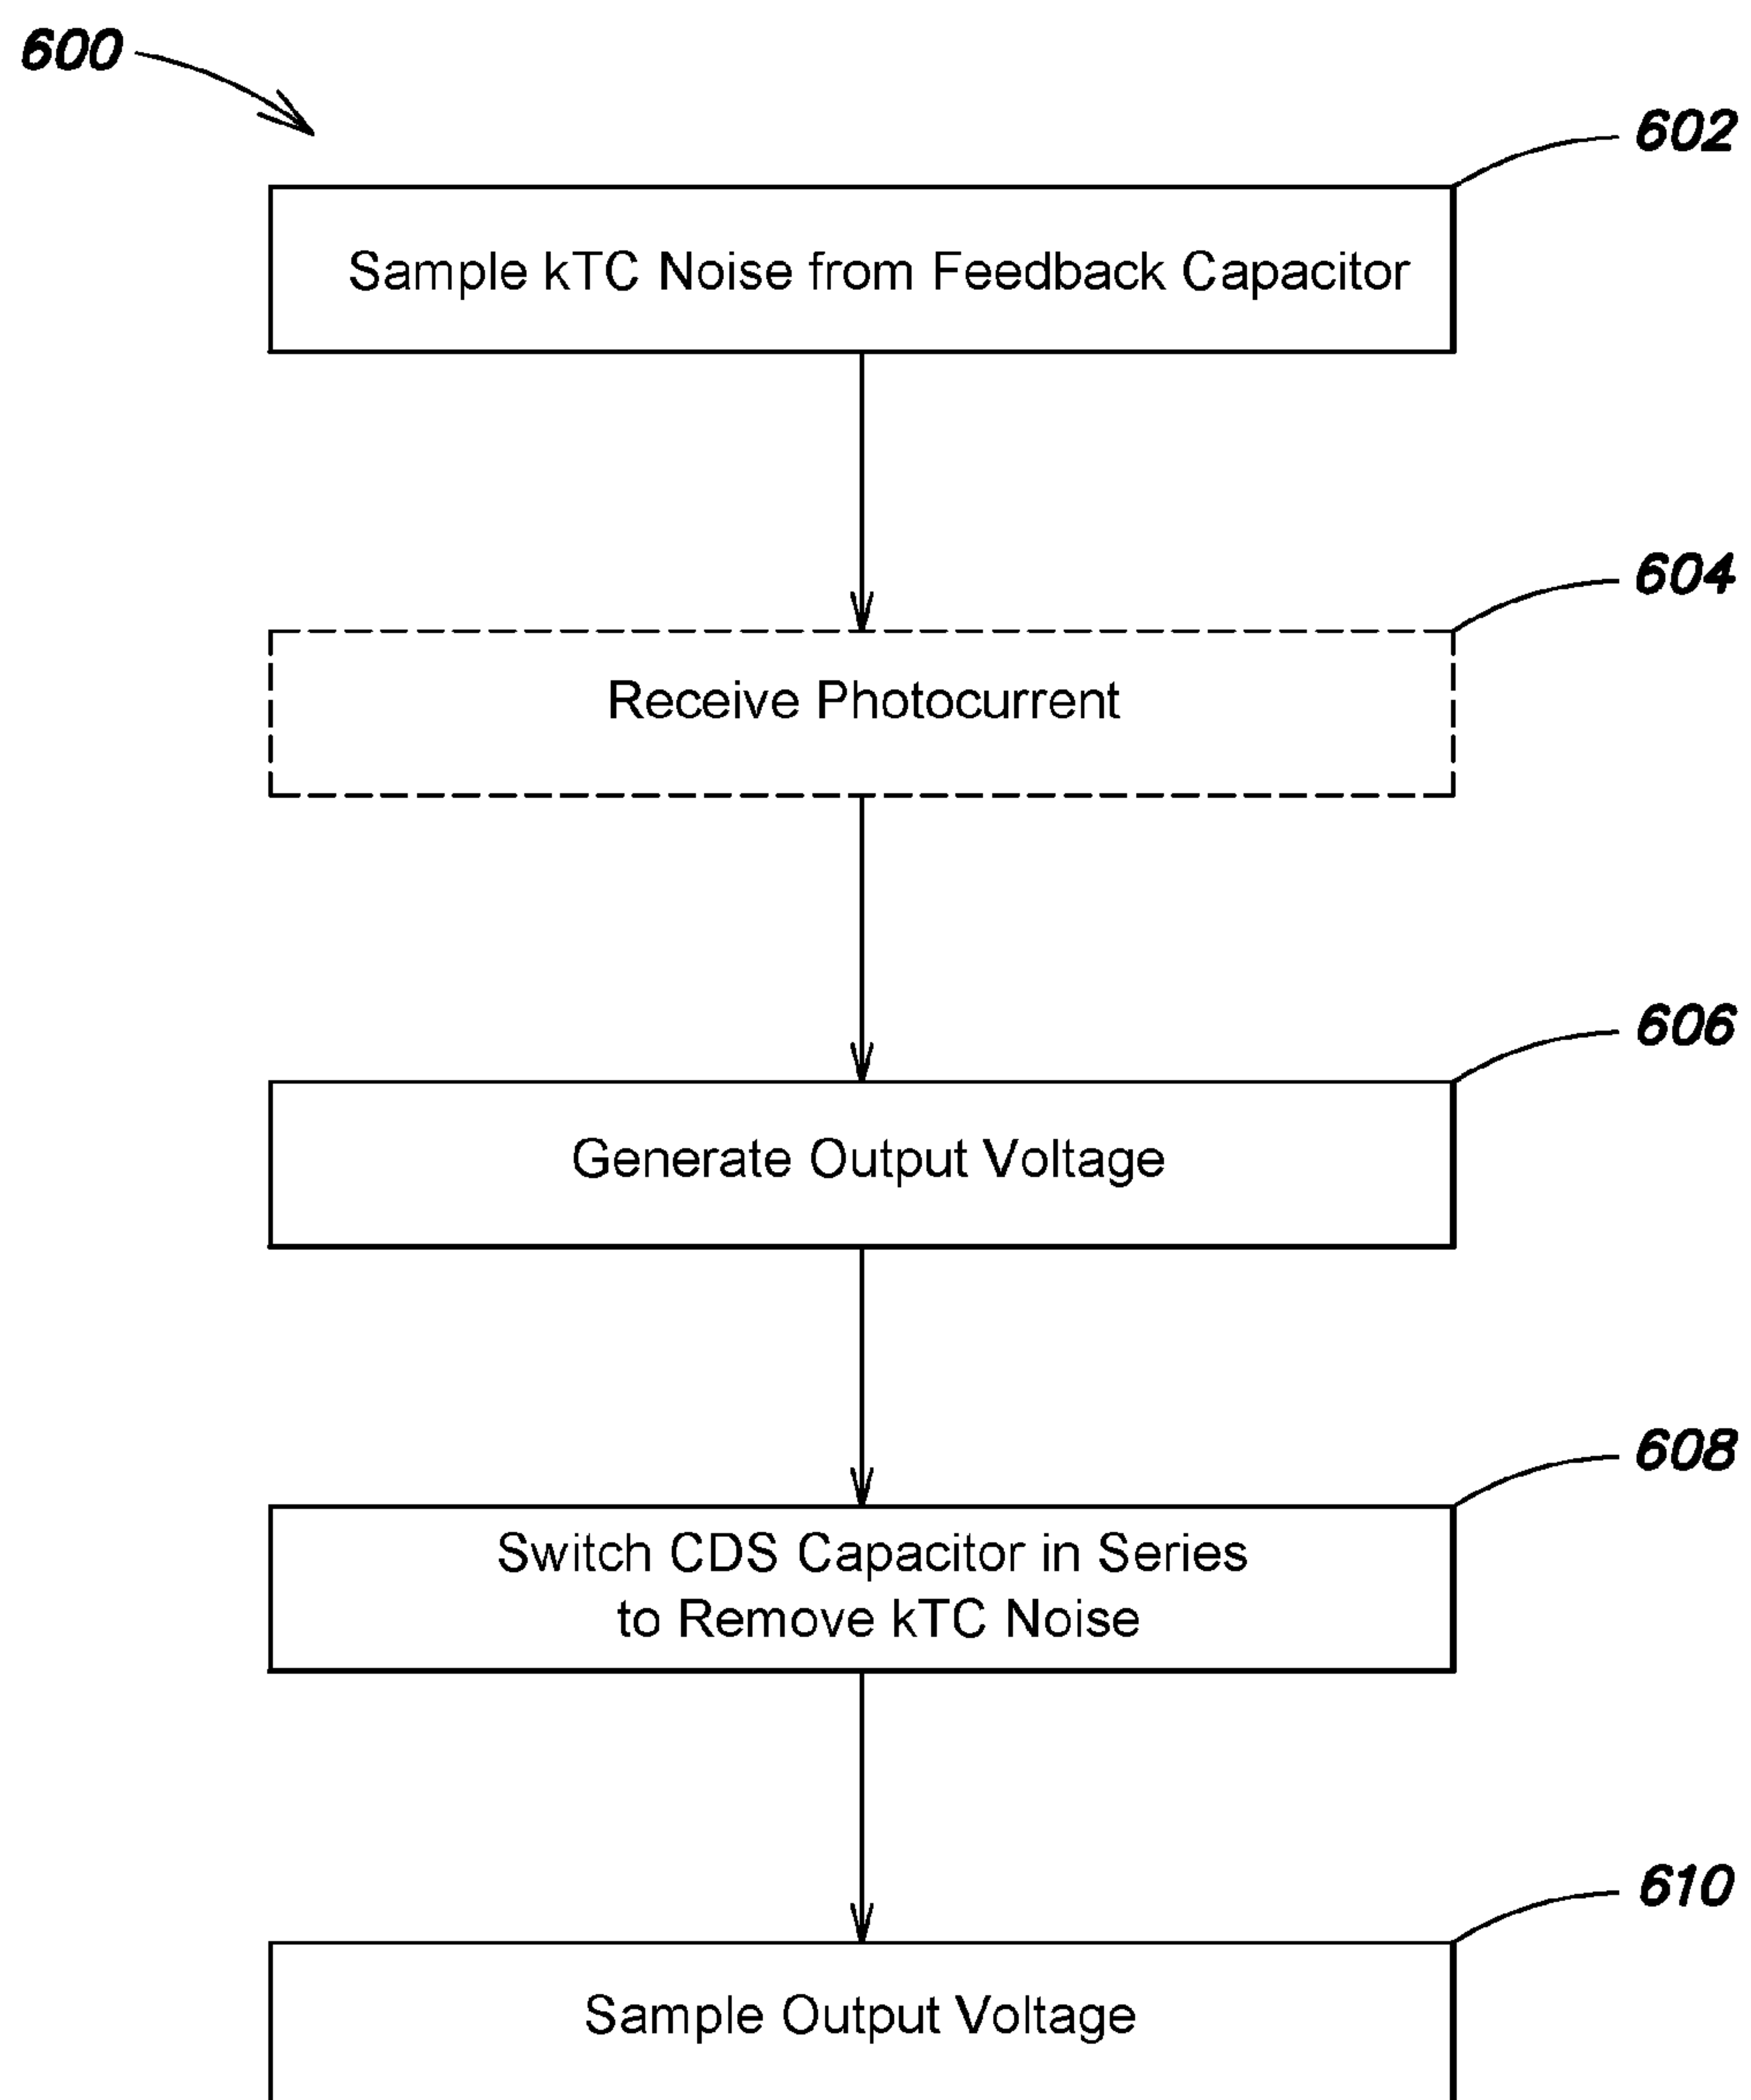 600
602
Sample kTC Noise from Feedback Capacitor
604
Receive Photocurrent
606
Generate Output Voltage
608
Switch CDS Capacitor in Series
to Remove kTC Noise
610
Sample Output Voltage